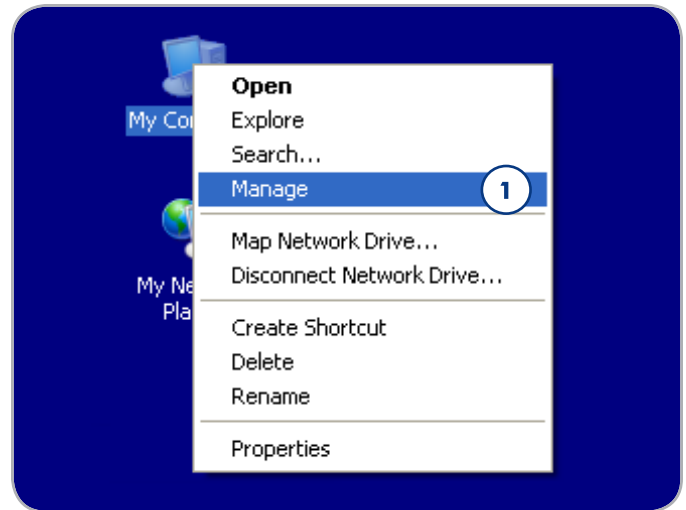 My Co
Open
Explore
Search...
Manage
1
Map Network Drive...
Disconnect Network Drive...
My Ne
Pla
Create Shortcut
Delete
Rename
Properties